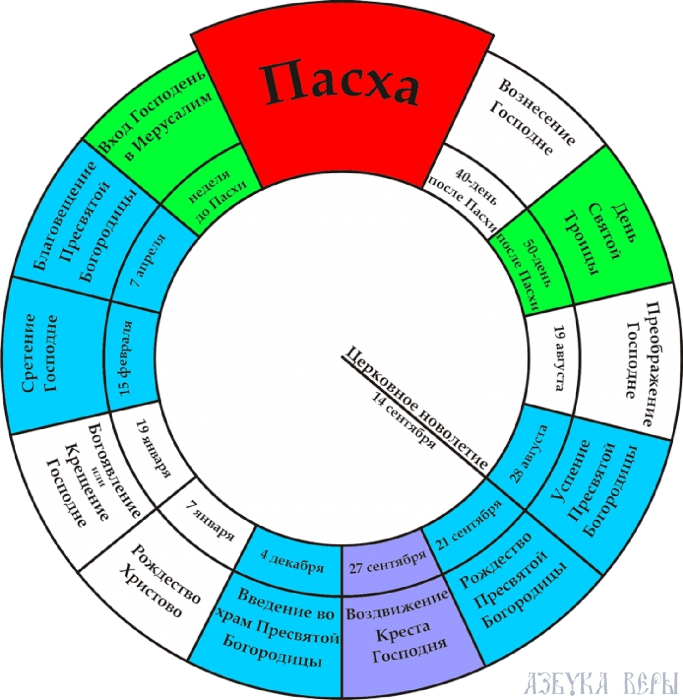 Пасха
Вознесение
Господне
40-день
после Пасхи
День
Святой
Троицы
50-день
после Пасхи
Преображение
Господне
19 августа
Успение
Пресвятой
Богородицы
28 августа
Церковное новолетие
14 сентября
Рождество
Пресвятой
Богородицы
21 сентября
Воздвижение
Креста
Господня
27 сентября
Введение во
храм Пресвятой
Богородицы
4 декабря
Рождество
Христово
7 января
Богоявление
или
Крещение
Господне
19 января
Сретение
Господне
15 февраля
Благовещение
Пресвятой
Богородицы
7 апреля
Вход Господень
в Иерусалим
неделя
до Пасхи
АЗБУКА ВЕРЫ